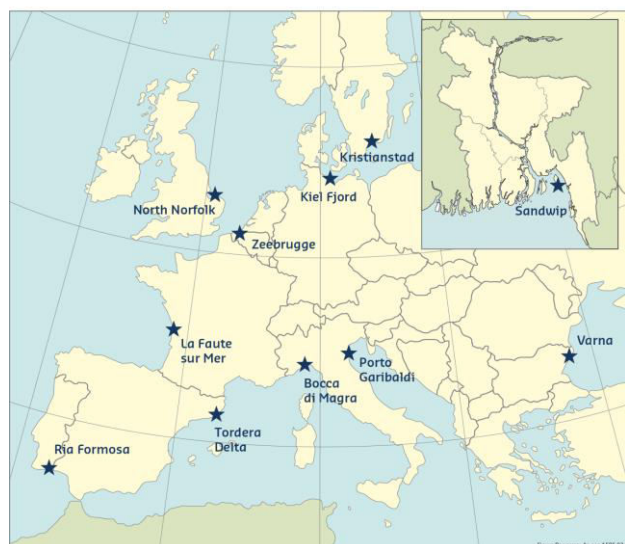 Kristianstad
Kiel Fjord
North Norfolk
Zeebrugge
Sandwip
La Faute
sur Mer
Varna
Porto
Garibaldi
Bocca
di Magra
Tordera
Delta
Ria Formosa